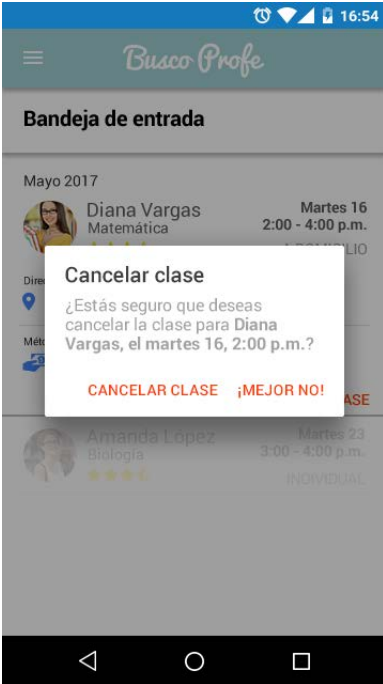 16:54
Busco Profe
Bandeja de entrada
Mayo 2017
Diana Vargas
Matemática
Martes 16
2:00 - 4:00 p.m.
Cancelar clase
¿Estás seguro que deseas
cancelar la clase para Diana
Vargas, el martes 16, 2:00 p.m.?
CANCELAR CLASE ¡MEJOR NO!
Amanda López
Biología
Martes 23
3:00 - 4:00 p.m.
INDIVIDUAL